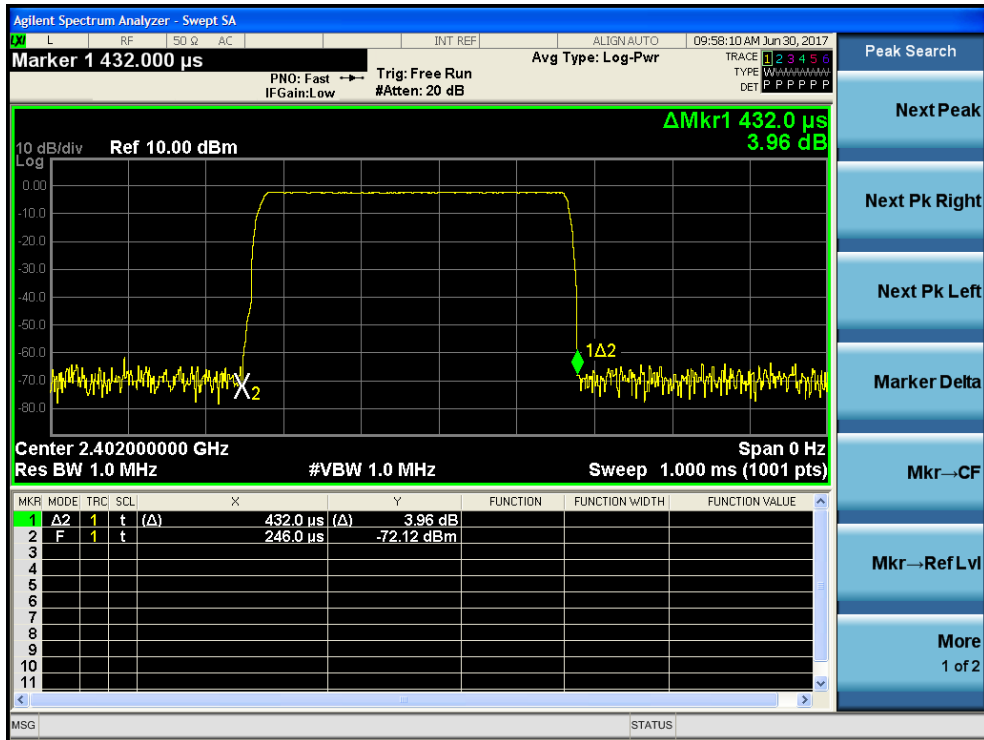 Agilent Spectrum Analyzer - Swept SA
LXI L RF 50 Ω AC INT REF ALIGN AUTO 09:58:10 AM Jun 30, 2017
Marker 1 432.000 µs
PNO: Fast
IFGain:Low
Trig: Free Run
#Atten: 20 dB
Avg Type: Log-Pwr
TRACE 1 2 3 4 5 6
TYPE WWWWWW
DET P P P P P P
Peak Search
Next Peak
Next Pk Right
Next Pk Left
Marker Delta
Mkr→CF
Mkr→Ref Lvl
More
1 of 2
ΔMkr1 432.0 µs
3.96 dB
10 dB/div Ref 10.00 dBm
Log
0.00
-10.0
-20.0
-30.0
-40.0
-50.0
-60.0
-70.0
-80.0
1Δ2
X2
Center 2.402000000 GHz Span 0 Hz
Res BW 1.0 MHz #VBW 1.0 MHz Sweep 1.000 ms (1001 pts)
MKR MODE TRC SCL X Y FUNCTION FUNCTION WIDTH FUNCTION VALUE
1 Δ2 1 t (Δ) 432.0 µs (Δ) 3.96 dB
2 F 1 t 246.0 µs -72.12 dBm
3
4
5
6
7
8
9
10
11
MSG STATUS